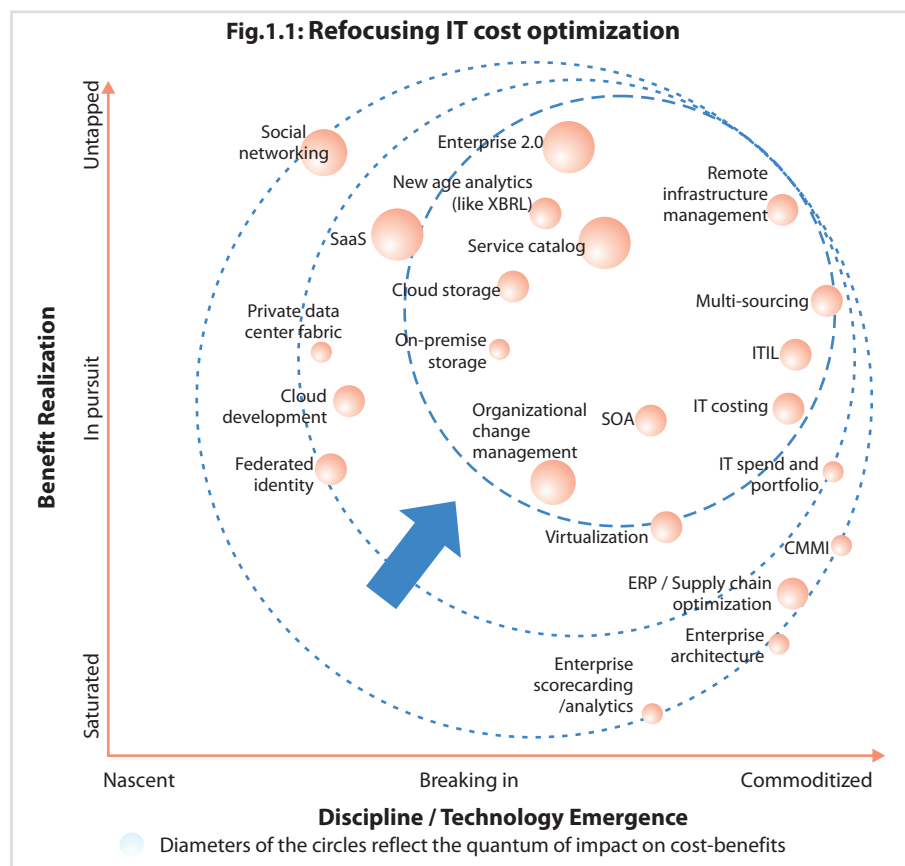 Fig.1.1: Refocusing IT cost optimization
Untapped
In pursuit
Saturated
Benefit Realization
Social
networking
Enterprise 2.0
New age analytics
(like XBRL)
Remote
infrastructure
management
SaaS
Service catalog
Cloud storage
Multi-sourcing
Private data
center fabric
On-premise
storage
ITIL
Cloud
development
Organizational
change
management
SOA
IT costing
Federated
identity
IT spend and
portfolio
Virtualization
CMMI
ERP / Supply chain
optimization
Enterprise
architecture
Enterprise
scorecarding
/analytics
Nascent
Breaking in
Commoditized
Discipline / Technology Emergence
Diameters of the circles reflect the quantum of impact on cost-benefits